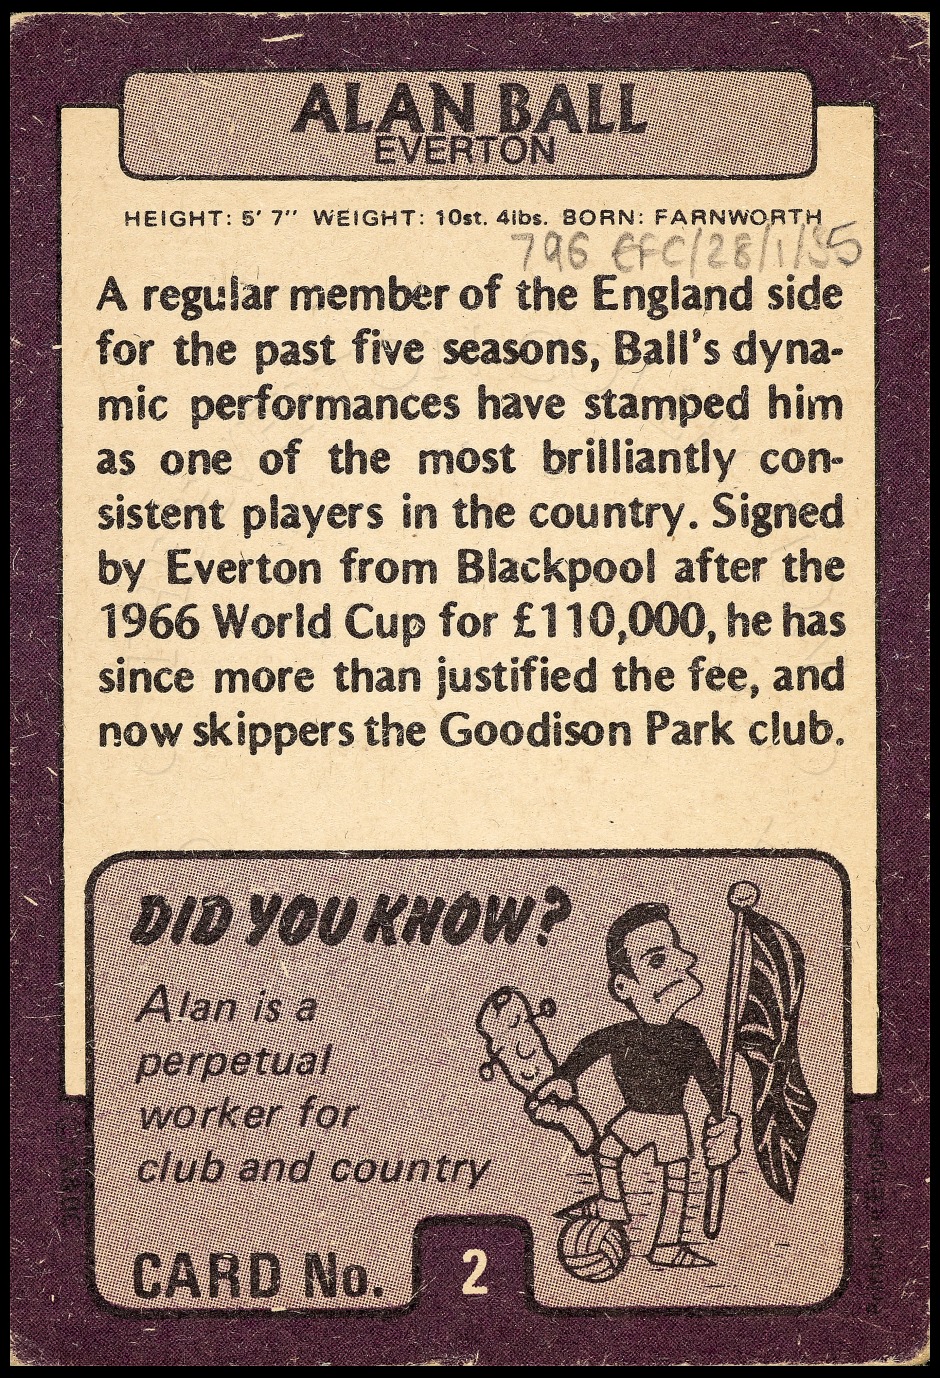 ALAN BALL
EVERTON
HEIGHT: 5' 7" WEIGHT: 10st. 4lbs. BORN: FARNWORTH
796 EFC/28/1/35
A regular member of the England side
for the past five seasons, Ball's dyna-
mic performances have stamped him
as one of the most brilliantly con-
sistent players in the country. Signed
by Everton from Blackpool after the
1966 World Cup for £110,000, he has
since more than justified the fee, and
now skippers the Goodison Park club.
DID YOU KNOW?
Alan is a
perpetual
worker for
club and country
CARD No. 2